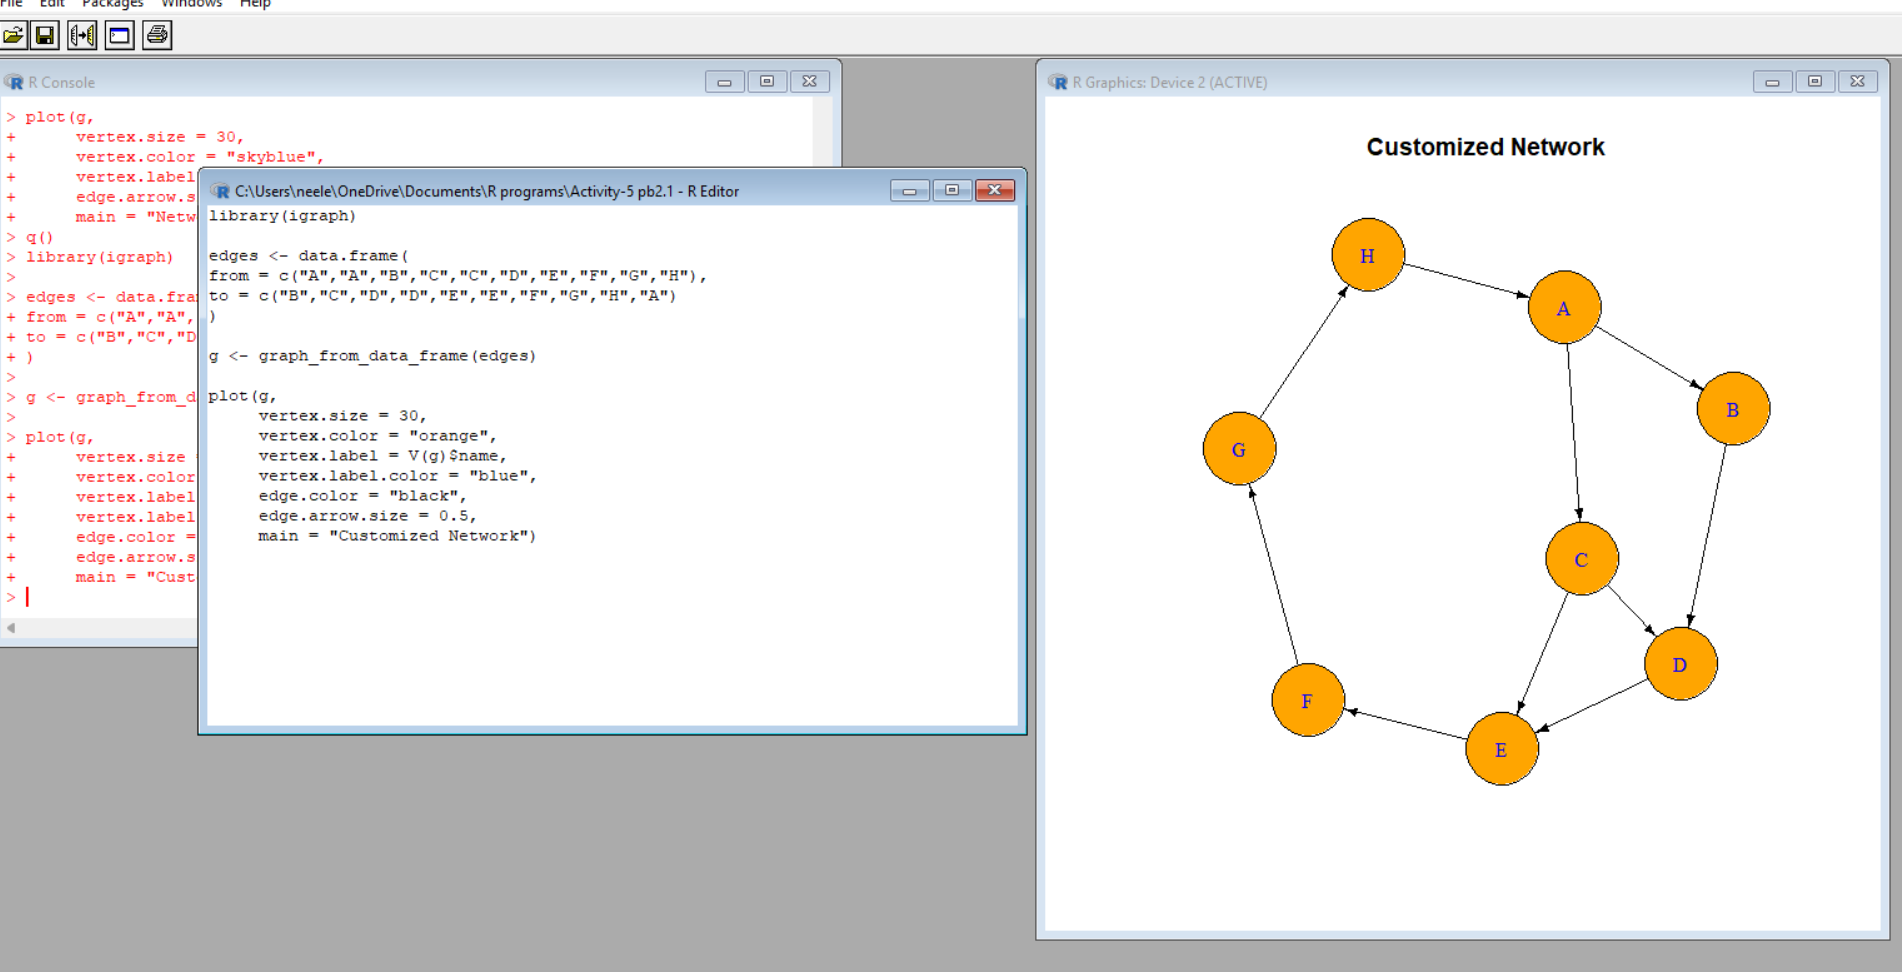 File Edit Packages Windows Help
R Console
> plot(g,
+ vertex.size = 30,
+ vertex.color = "skyblue",
+ vertex.label
+ edge.arrow.s
+ main = "Netw
> q()
> library(igraph)
>
> edges <- data.fra
+ from = c("A","A",
+ to = c("B","C","D
+ )
>
> g <- graph_from_d
>
> plot(g,
+ vertex.size
+ vertex.color
+ vertex.label
+ vertex.label
+ edge.color =
+ edge.arrow.s
+ main = "Cust
>
C:\Users\neele\OneDrive\Documents\R programs\Activity-5 pb2.1 - R Editor
library(igraph)
edges <- data.frame(
from = c("A","A","B","C","C","D","E","F","G","H"),
to = c("B","C","D","D","E","E","F","G","H","A")
)
g <- graph_from_data_frame(edges)
plot(g,
vertex.size = 30,
vertex.color = "orange",
vertex.label = V(g)$name,
vertex.label.color = "blue",
edge.color = "black",
edge.arrow.size = 0.5,
main = "Customized Network")
R Graphics: Device 2 (ACTIVE)
Customized Network
H
A
B
G
C
D
F
E